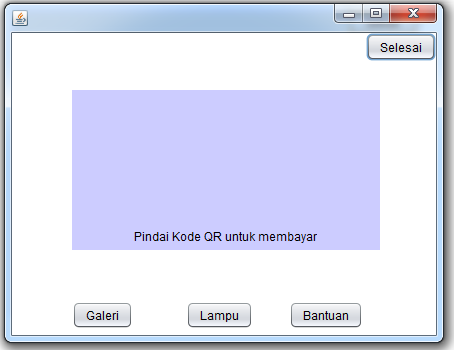 Selesai
Pindai Kode QR untuk membayar
Galeri
Lampu
Bantuan